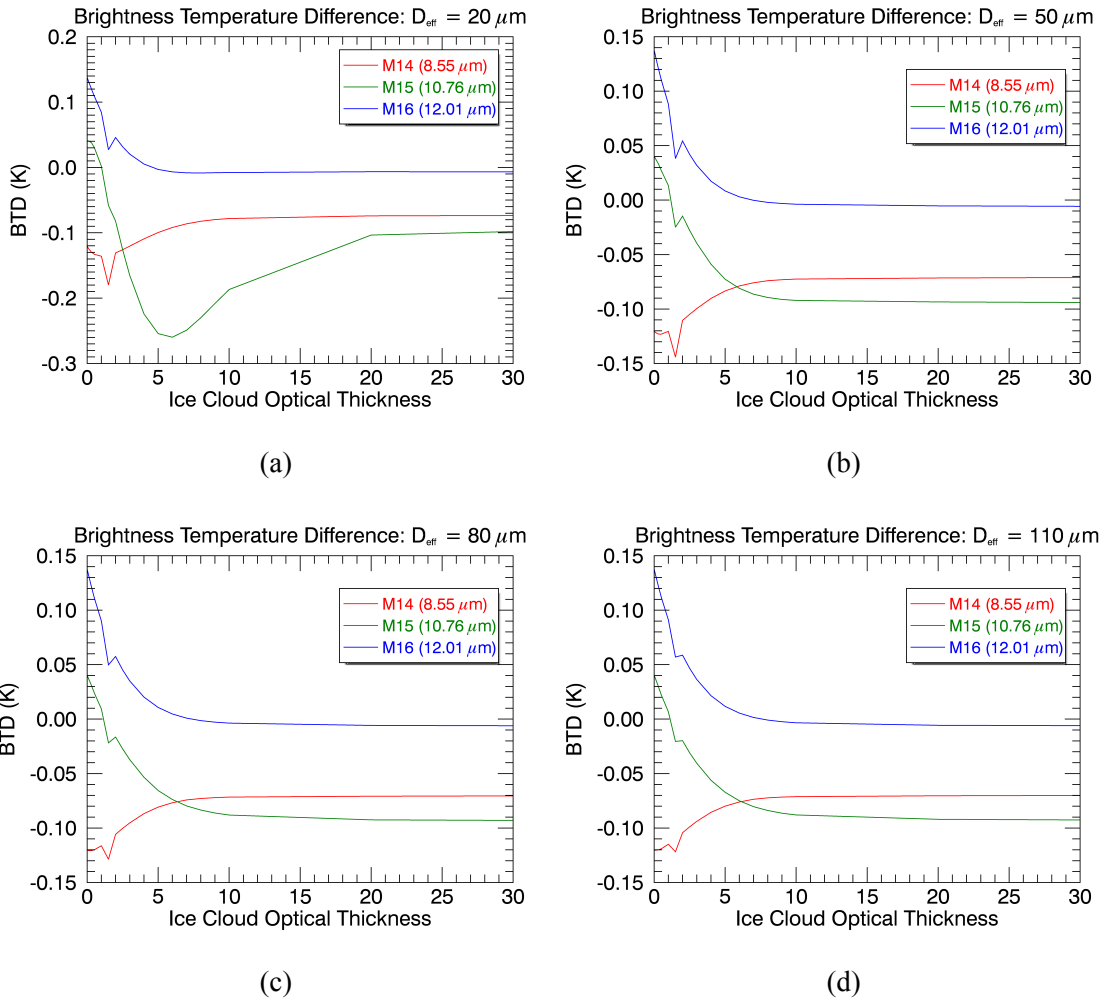 Brightness Temperature Difference: Deff = 20 μm
0.2
0.1
0.0
-0.1
-0.2
-0.3
BTD (K)
M14 (8.55 μm)
M15 (10.76 μm)
M16 (12.01 μm)
0 5 10 15 20 25 30
Ice Cloud Optical Thickness
(a)
Brightness Temperature Difference: Deff = 50 μm
0.15
0.10
0.05
0.00
-0.05
-0.10
-0.15
BTD (K)
M14 (8.55 μm)
M15 (10.76 μm)
M16 (12.01 μm)
0 5 10 15 20 25 30
Ice Cloud Optical Thickness
(b)
Brightness Temperature Difference: Deff = 80 μm
0.15
0.10
0.05
0.00
-0.05
-0.10
-0.15
BTD (K)
M14 (8.55 μm)
M15 (10.76 μm)
M16 (12.01 μm)
0 5 10 15 20 25 30
Ice Cloud Optical Thickness
(c)
Brightness Temperature Difference: Deff = 110 μm
0.15
0.10
0.05
0.00
-0.05
-0.10
-0.15
BTD (K)
M14 (8.55 μm)
M15 (10.76 μm)
M16 (12.01 μm)
0 5 10 15 20 25 30
Ice Cloud Optical Thickness
(d)